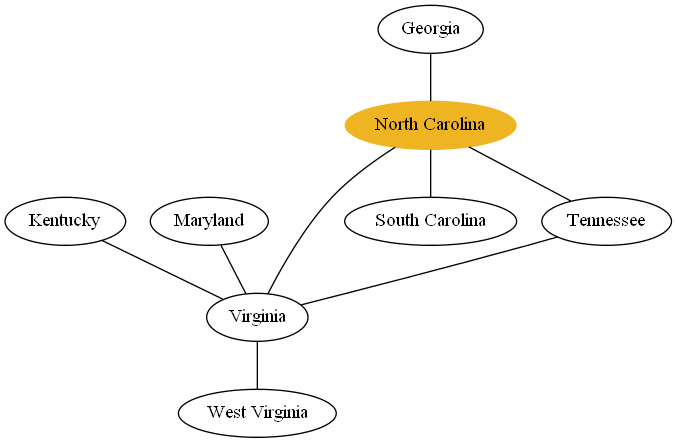 Georgia
North Carolina
Kentucky
Maryland
South Carolina
Tennessee
Virginia
West Virginia